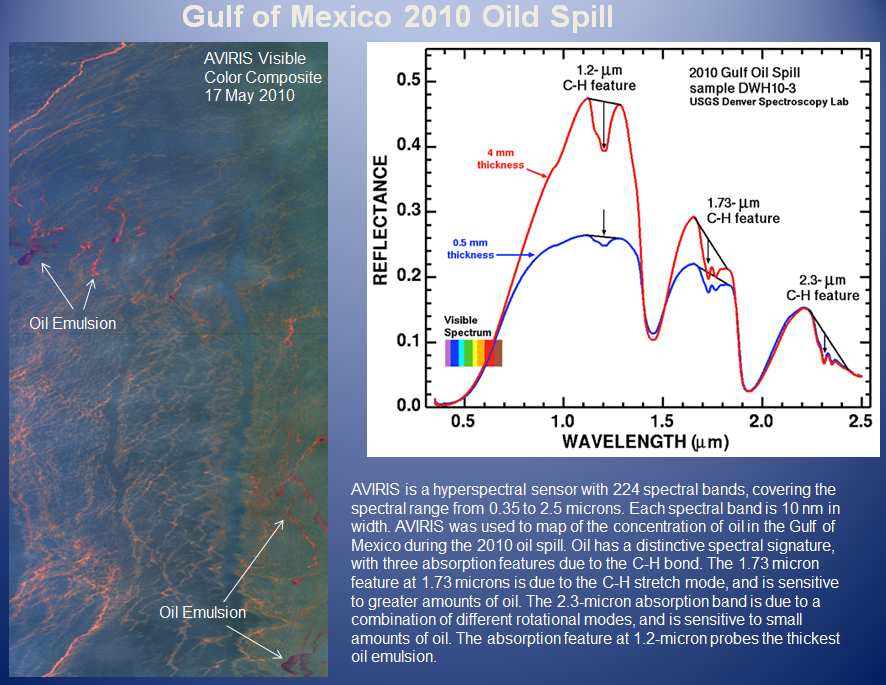 Gulf of Mexico 2010 Oild Spill
AVIRIS Visible
Color Composite
17 May 2010
Oil Emulsion
Oil Emulsion
1.2- μm
C-H feature
2010 Gulf Oil Spill
sample DWH10-3
USGS Denver Spectroscopy Lab
4 mm
thickness
1.73- μm
C-H feature
0.5 mm
thickness
2.3- μm
C-H feature
Visible
Spectrum
REFLECTANCE
0.5
0.4
0.3
0.2
0.1
0.0
0.5 1.0 1.5 2.0 2.5
WAVELENGTH (μm)
AVIRIS is a hyperspectral sensor with 224 spectral bands, covering the
spectral range from 0.35 to 2.5 microns. Each spectral band is 10 nm in
width. AVIRIS was used to map of the concentration of oil in the Gulf of
Mexico during the 2010 oil spill. Oil has a distinctive spectral signature,
with three absorption features due to the C-H bond. The 1.73 micron
feature at 1.73 microns is due to the C-H stretch mode, and is sensitive
to greater amounts of oil. The 2.3-micron absorption band is due to a
combination of different rotational modes, and is sensitive to small
amounts of oil. The absorption feature at 1.2-micron probes the thickest
oil emulsion.